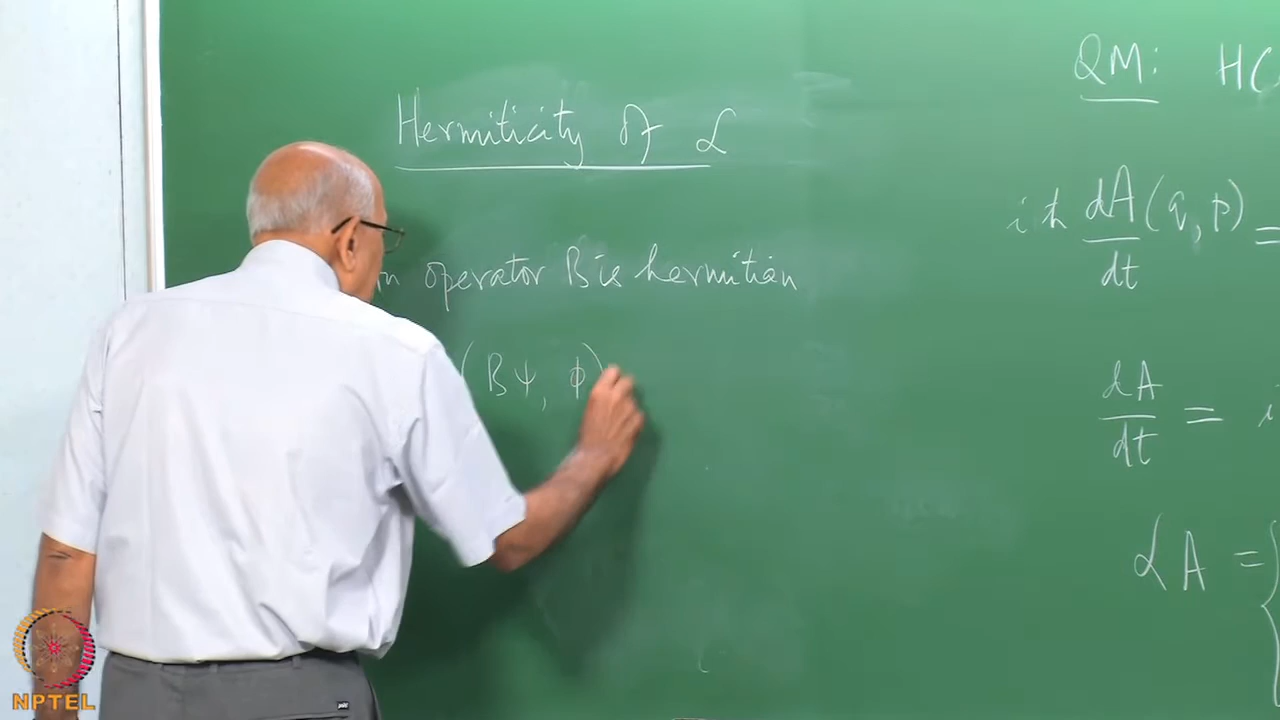 Hermiticity of ℒ
operator B is hermitian
(Bψ, φ)
QM: H(
iħ dA/dt (q, p) =
dA/dt = i
ℒA = {
NPTEL